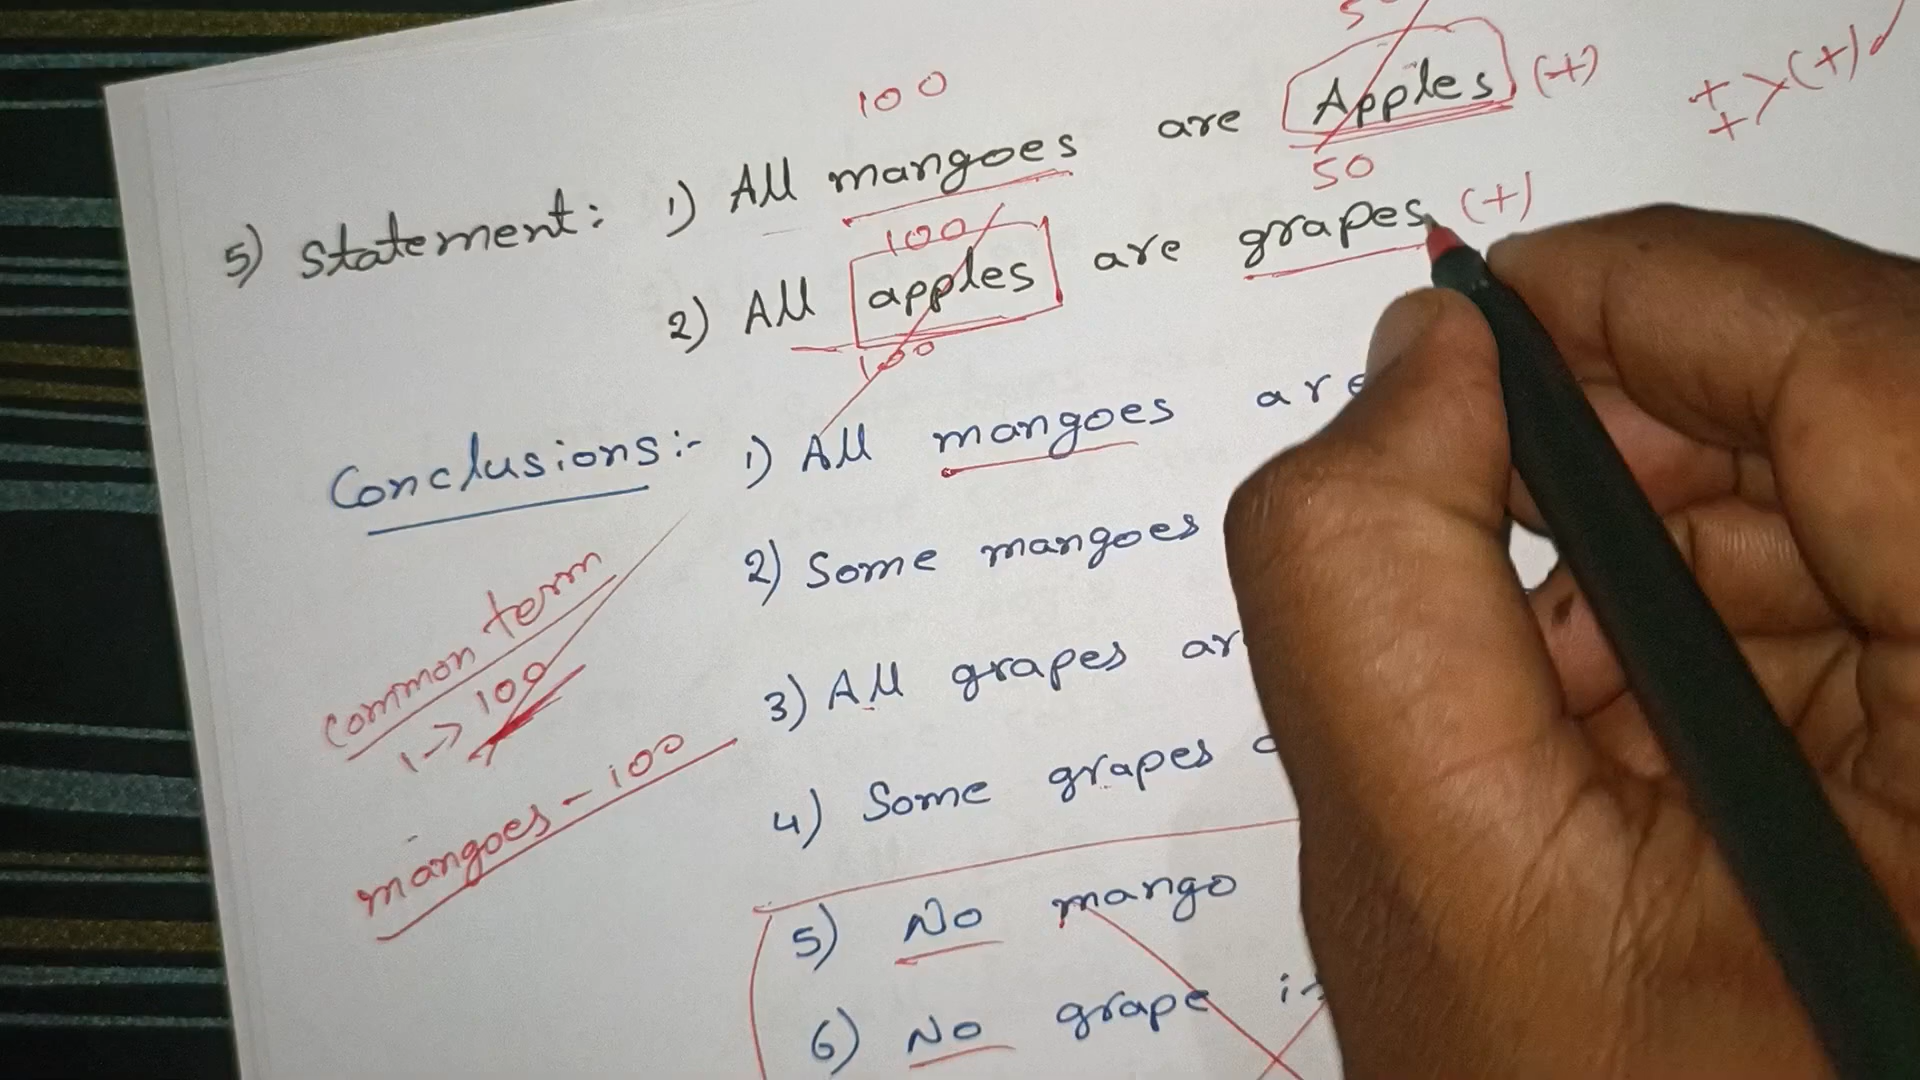 100
5) Statement: 1) All mangoes are Apples (+)
+ + > (+)
50
100
2) All apples are grapes (+)
100
Conclusions:- 1) All mangoes are
2) Some mangoes
3) All grapes
4) Some grapes
5) No mango
6) No grape
common term
1-> 100
mangoes - 100